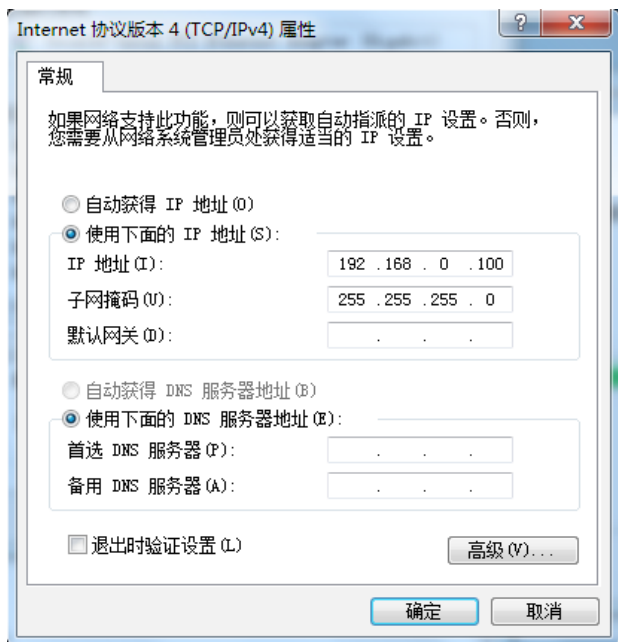 Internet 协议版本 4 (TCP/IPv4) 属性
常规
如果网络支持此功能，则可以获取自动指派的 IP 设置。否则，
您需要从网络系统管理员处获得适当的 IP 设置。
自动获得 IP 地址(O)
使用下面的 IP 地址(S):
IP 地址(I): 192 .168 . 0 .100
子网掩码(U): 255 .255 .255 . 0
默认网关(D): . . .
自动获得 DNS 服务器地址(B)
使用下面的 DNS 服务器地址(E):
首选 DNS 服务器(P): . . .
备用 DNS 服务器(A): . . .
退出时验证设置(L)
高级(V)...
确定 取消